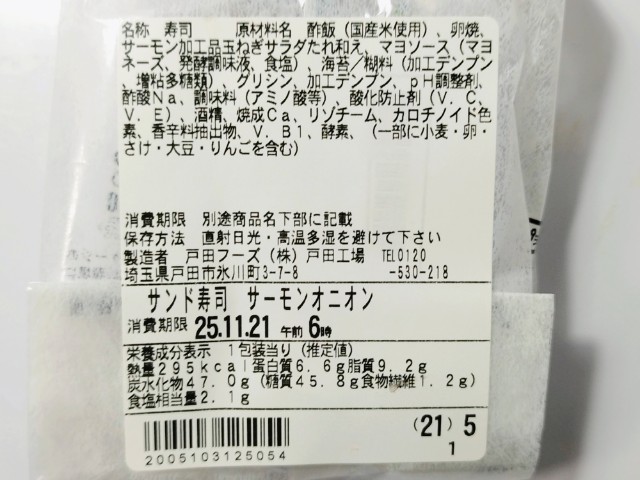 名称 寿司 原材料名 酢飯（国産米使用）、卵焼、
サーモン加工品玉ねぎサラダたれ和え、マヨソース（マヨ
ネーズ、発酵調味液、食塩）、海苔／糊料（加工デンプン
、増粘多糖類）、グリシン、加工デンプン、ｐＨ調整剤、
酢酸Ｎａ、調味料（アミノ酸等）、酸化防止剤（Ｖ．Ｃ、
Ｖ．Ｅ）、酒精、焼成Ｃａ、リゾチーム、カロチノイド色
素、香辛料抽出物、Ｖ．Ｂ１、酵素、（一部に小麦・卵・
さけ・大豆・りんごを含む）
消費期限 別途商品名下部に記載
保存方法 直射日光・高温多湿を避けて下さい
製造者 戸田フーズ（株）戸田工場 TEL0120
埼玉県戸田市氷川町3-7-8 -530-218
サンド寿司 サーモンオニオン
消費期限 25.11.21 午前 6時
栄養成分表示 １包装当り（推定値）
熱量２９５ｋｃａｌ蛋白質６．６ｇ脂質９．２ｇ
炭水化物４７．０ｇ（糖質４５．８ｇ食物繊維１．２ｇ）
食塩相当量２．１ｇ
2005103125054
(21) 5
1